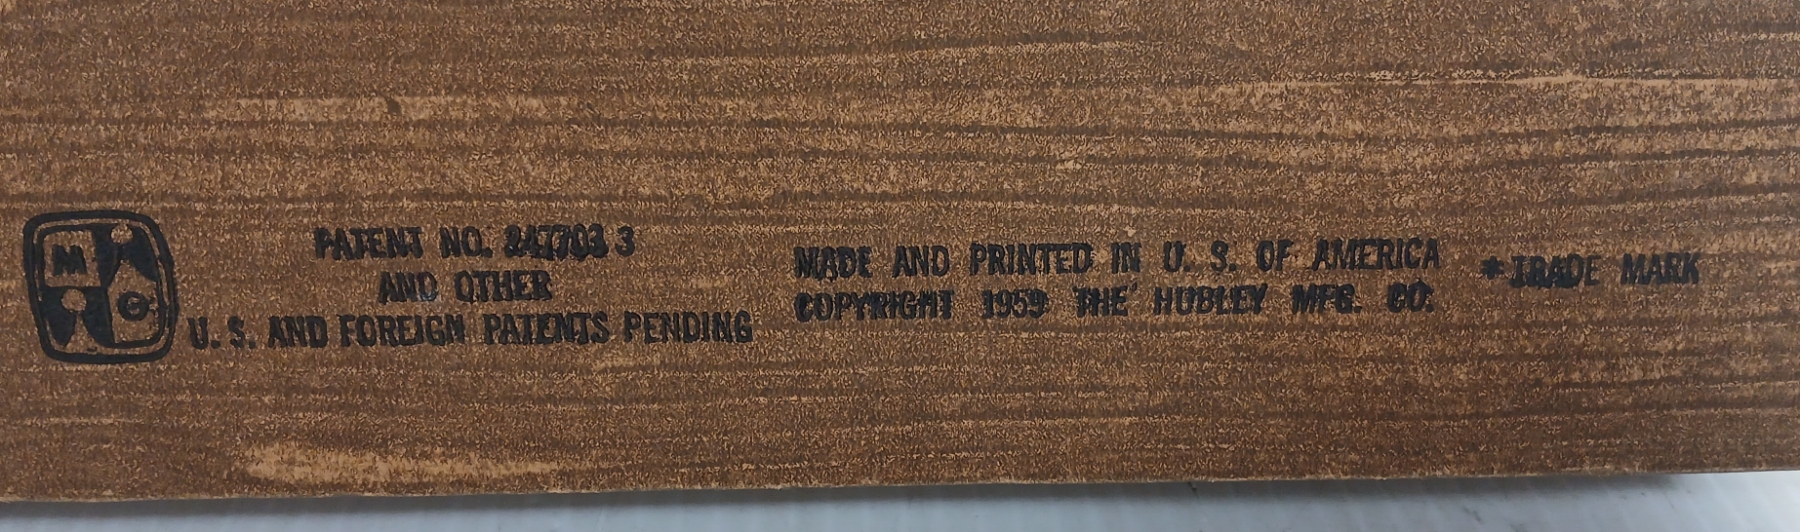 M
PATENT NO. 2477033
AND OTHER
U. S. AND FOREIGN PATENTS PENDING
MADE AND PRINTED IN U. S. OF AMERICA
COPYRIGHT 1959 THE HUBLEY MFG. CO.
*TRADE MARK